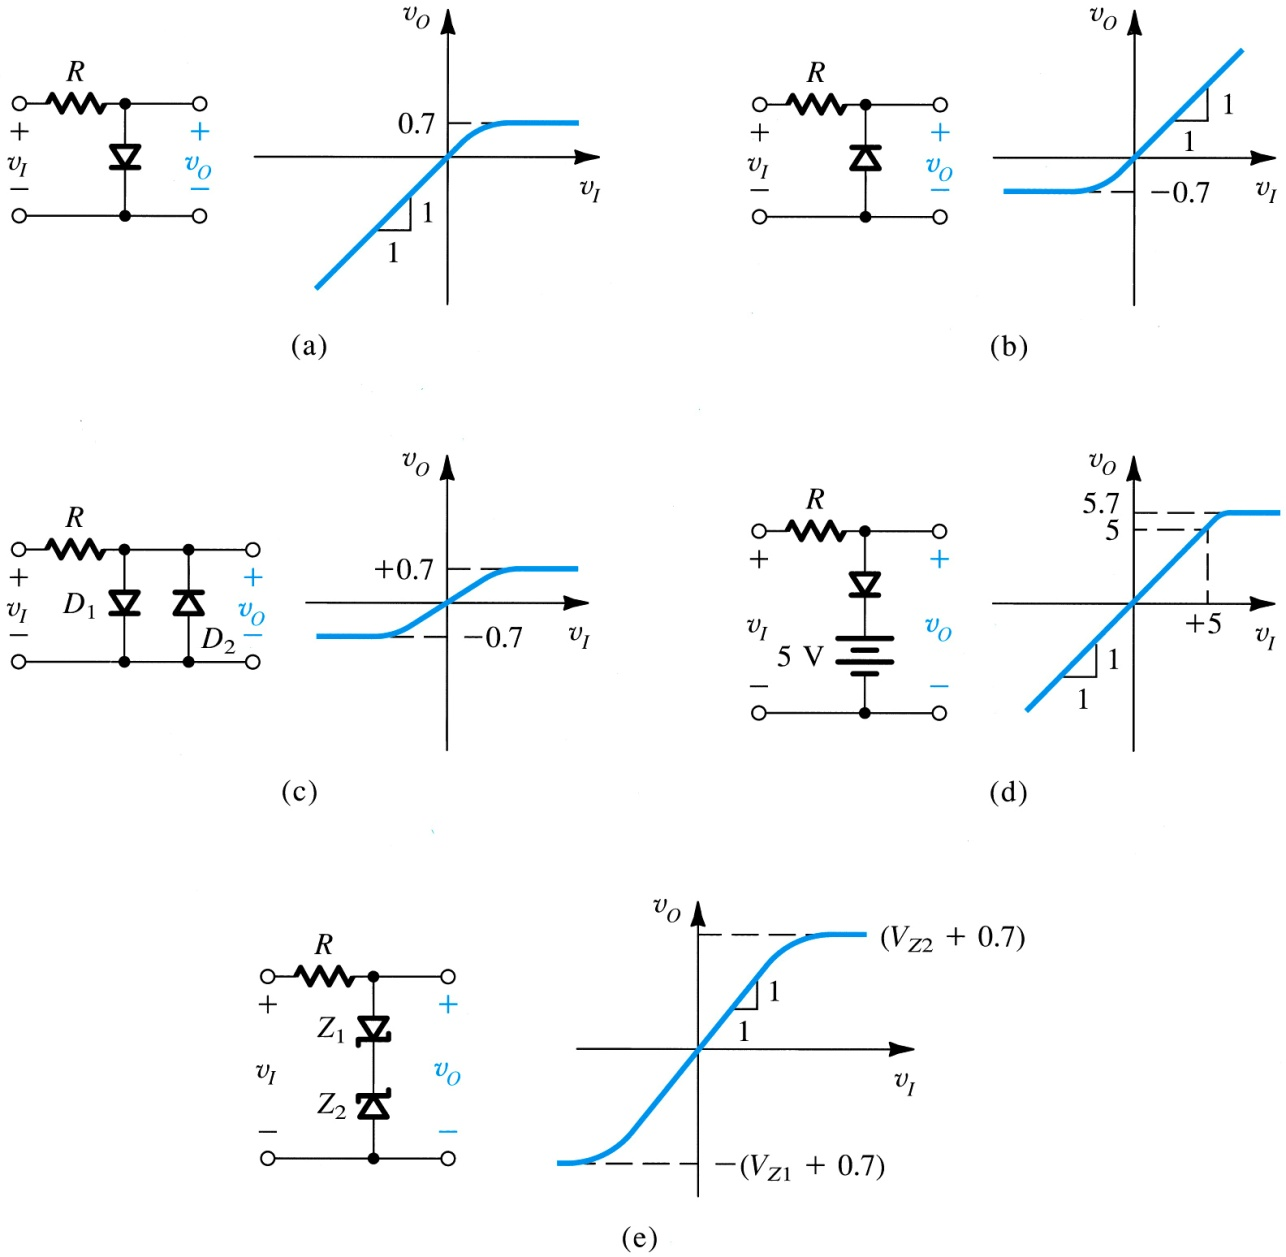 v_O
R
+
v_I
−
+
v_O
−
0.7
v_I
1
1
(a)
v_O
R
+
v_I
−
+
v_O
−
1
1
−0.7
v_I
(b)
v_O
R
+
v_I
−
D_1
D_2
+
v_O
−
+0.7
−0.7
v_I
(c)
v_O
R
+
v_I
−
5 V
+
v_O
−
5.7
5
+5
v_I
1
1
(d)
v_O
R
+
v_I
−
Z_1
Z_2
+
v_O
−
(V_Z2 + 0.7)
1
1
v_I
−(V_Z1 + 0.7)
(e)